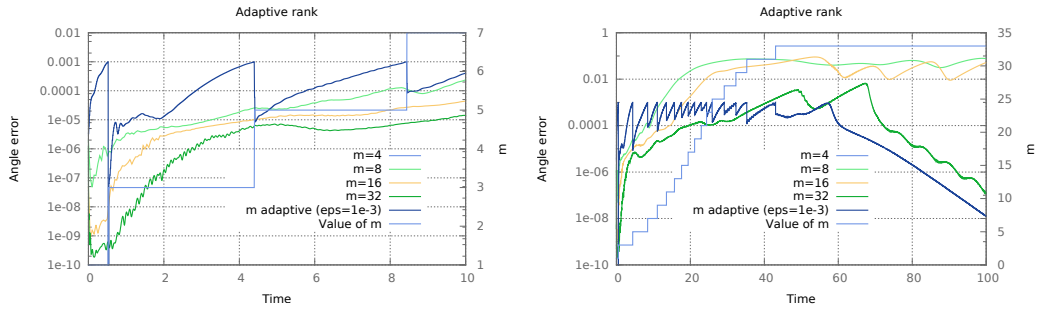 Adaptive rank
0.01
0.001
0.0001
1e-05
1e-06
1e-07
1e-08
1e-09
1e-10
0
2
4
6
8
10
7
6
5
4
3
2
1
Angle error
m
Time
m=4
m=8
m=16
m=32
m adaptive (eps=1e-3)
Value of m
Adaptive rank
1
0.01
0.0001
1e-06
1e-08
1e-10
0
20
40
60
80
100
35
30
25
20
15
10
5
0
Angle error
m
Time
m=4
m=8
m=16
m=32
m adaptive (eps=1e-3)
Value of m